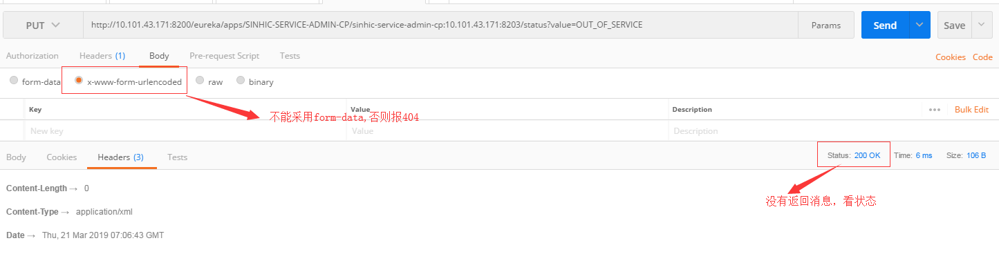 PUT http://10.101.43.171:8200/eureka/apps/SINHIC-SERVICE-ADMIN-CP/sinhic-service-admin-cp:10.101.43.171:8203/status?value=OUT_OF_SERVICE Params Send Save
Authorization Headers (1) Body Pre-request Script Tests Cookies Code
form-data x-www-form-urlencoded raw binary
Key Value Description ••• Bulk Edit
不能采用form-data,否则报404
New key Value Description
Body Cookies Headers (3) Tests Status: 200 OK Time: 6 ms Size: 106 B
Content-Length → 0
没有返回消息，看状态
Content-Type → application/xml
Date → Thu, 21 Mar 2019 07:06:43 GMT